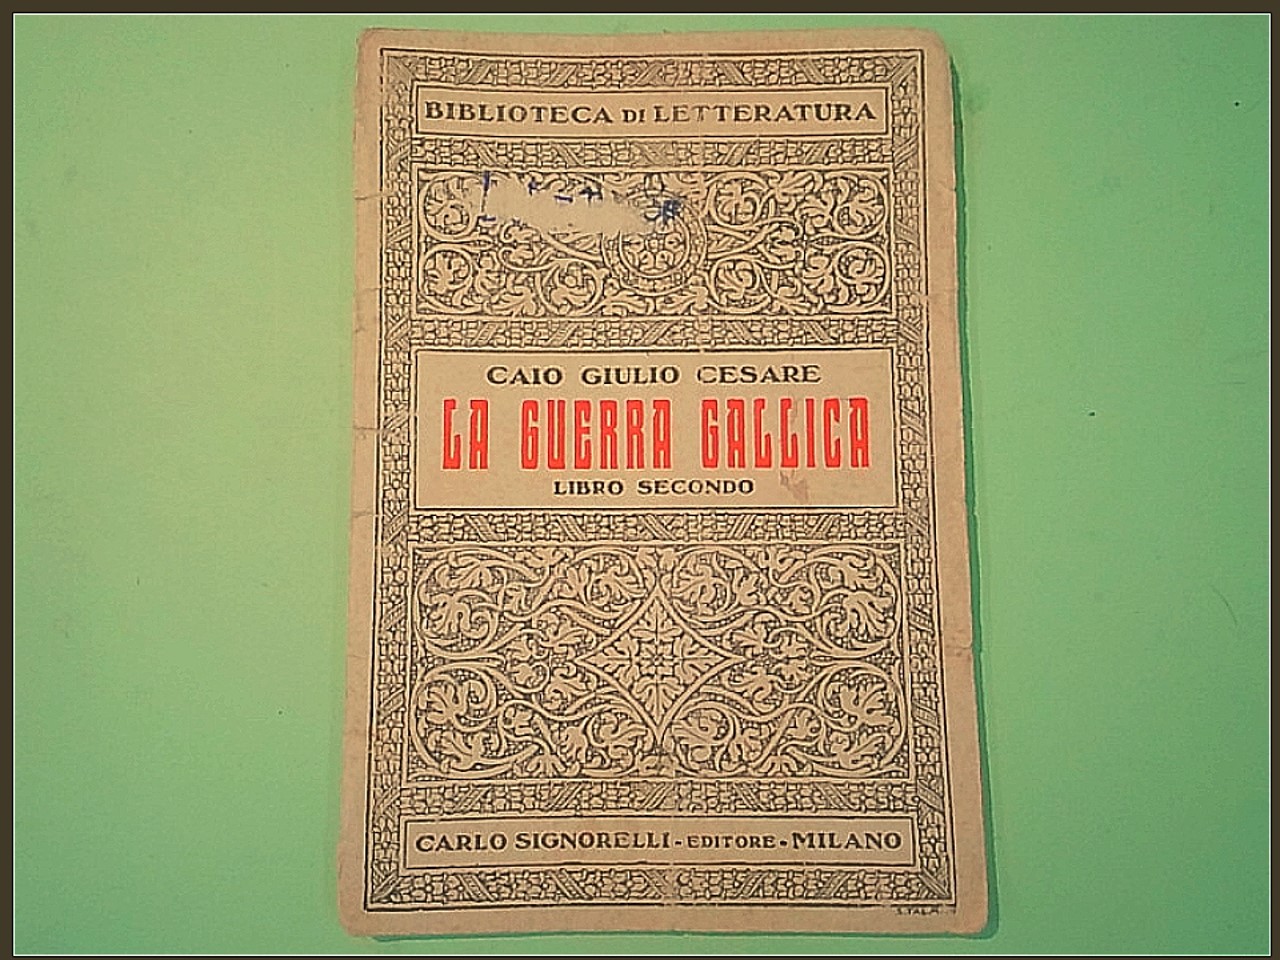 BIBLIOTECA DI LETTERATURA
CAIO GIULIO CESARE
LA GUERRA GALLICA
LIBRO SECONDO
CARLO SIGNORELLI - EDITORE - MILANO